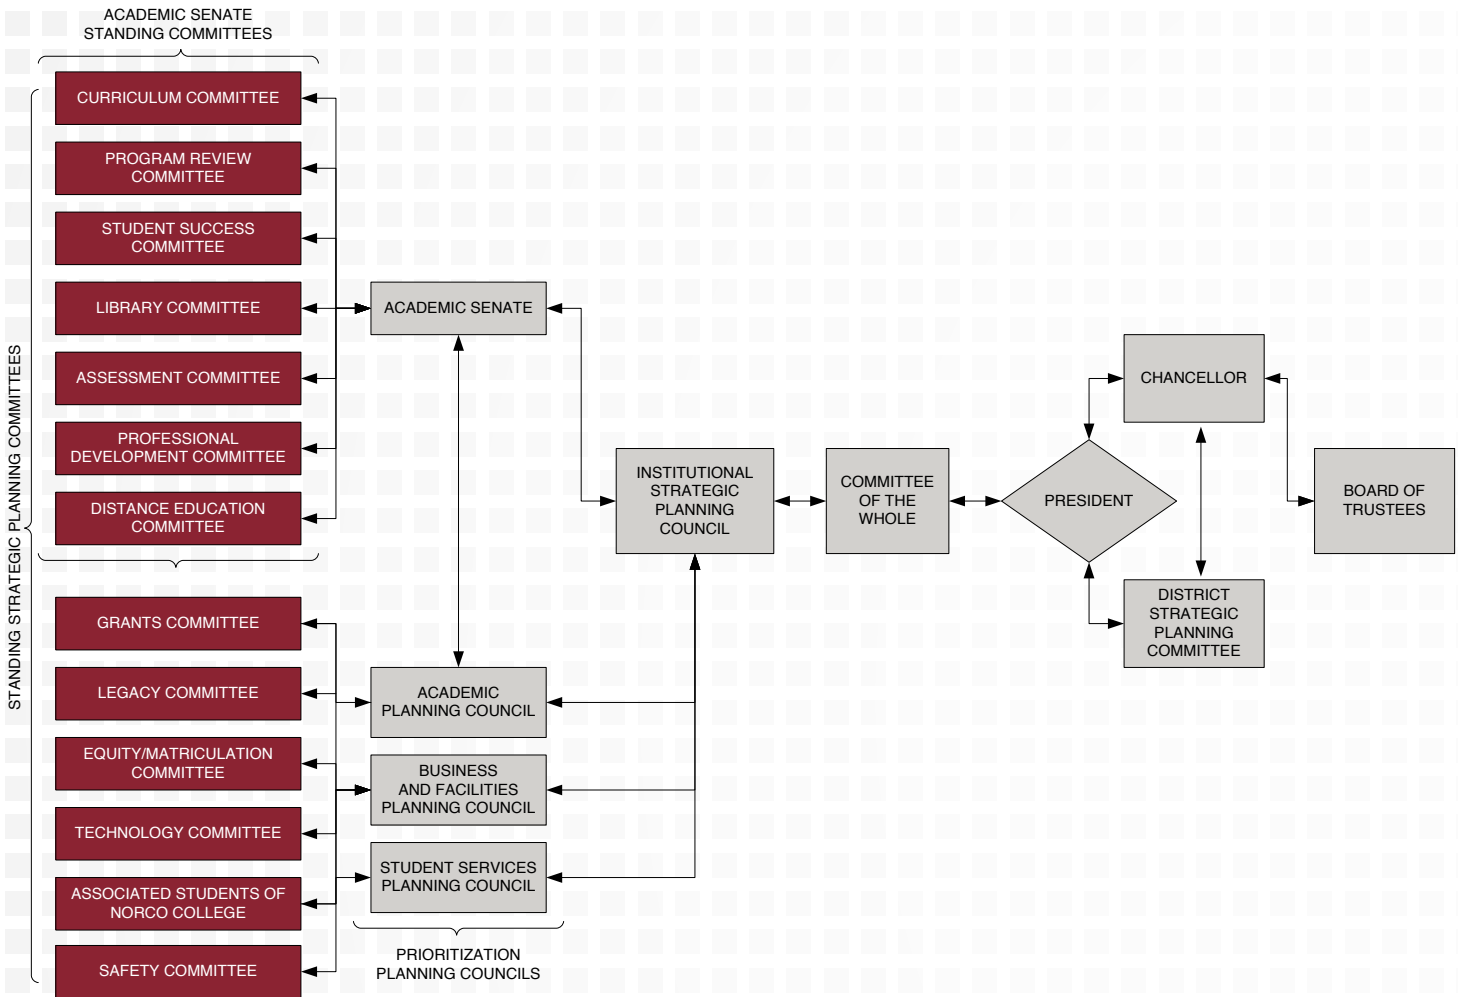 ACADEMIC SENATE
STANDING COMMITTEES
STANDING STRATEGIC PLANNING COMMITTEES
CURRICULUM COMMITTEE
PROGRAM REVIEW
COMMITTEE
STUDENT SUCCESS
COMMITTEE
LIBRARY COMMITTEE
ASSESSMENT COMMITTEE
PROFESSIONAL
DEVELOPMENT COMMITTEE
DISTANCE EDUCATION
COMMITTEE
GRANTS COMMITTEE
LEGACY COMMITTEE
EQUITY/MATRICULATION
COMMITTEE
TECHNOLOGY COMMITTEE
ASSOCIATED STUDENTS OF
NORCO COLLEGE
SAFETY COMMITTEE
ACADEMIC SENATE
ACADEMIC
PLANNING COUNCIL
BUSINESS
AND FACILITIES
PLANNING COUNCIL
STUDENT SERVICES
PLANNING COUNCIL
PRIORITIZATION
PLANNING COUNCILS
INSTITUTIONAL
STRATEGIC
PLANNING
COUNCIL
COMMITTEE
OF THE
WHOLE
PRESIDENT
CHANCELLOR
DISTRICT
STRATEGIC
PLANNING
COMMITTEE
BOARD OF
TRUSTEES